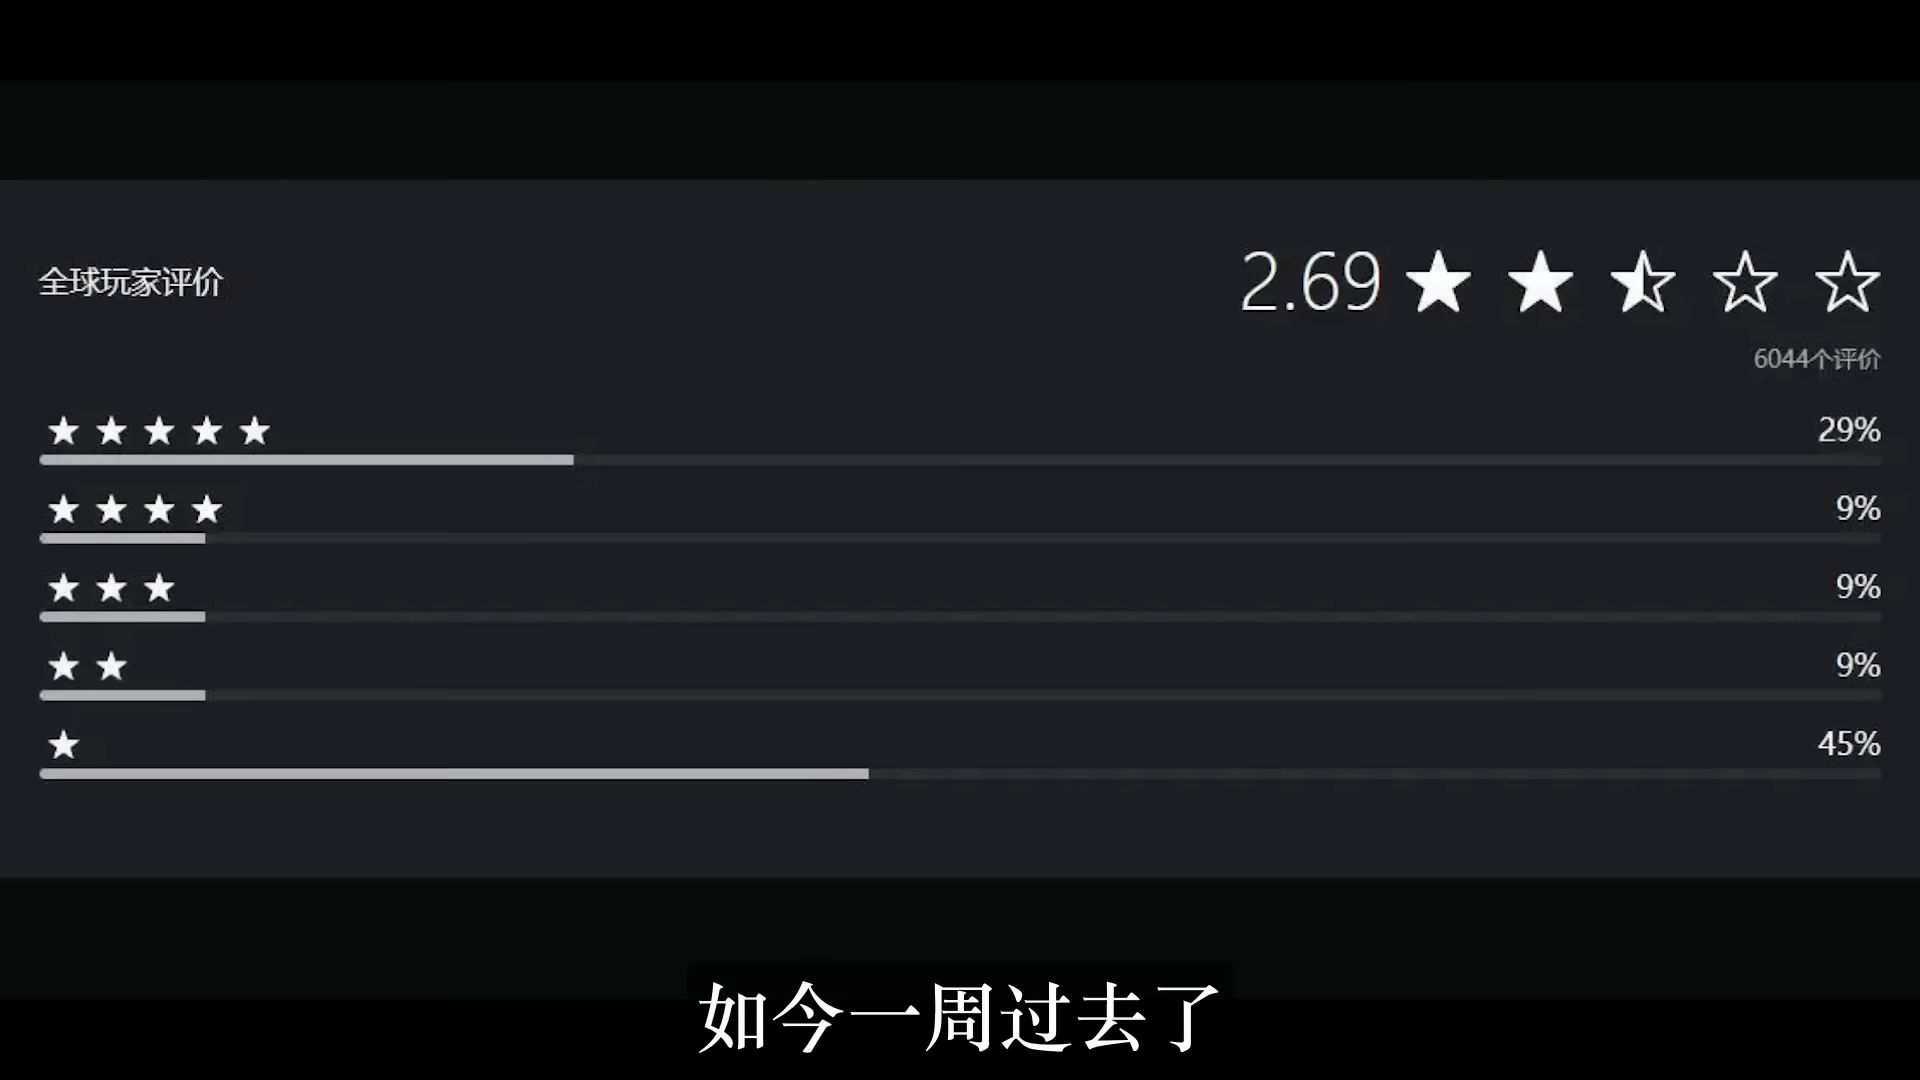 全球玩家评价
2.69 ★ ★ ⯪ ☆ ☆
6044个评价
★ ★ ★ ★ ★ 29%
★ ★ ★ ★ 9%
★ ★ ★ 9%
★ ★ 9%
★ 45%
如今一周过去了